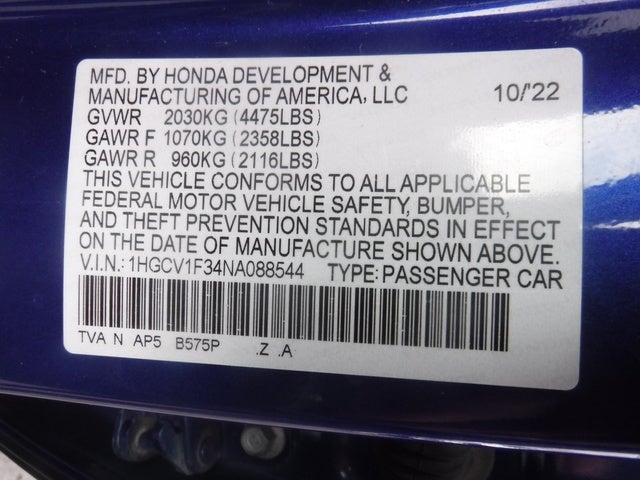 MFD. BY HONDA DEVELOPMENT &
MANUFACTURING OF AMERICA, LLC 10/'22
GVWR 2030KG (4475LBS)
GAWR F 1070KG (2358LBS)
GAWR R 960KG (2116LBS)
THIS VEHICLE CONFORMS TO ALL APPLICABLE
FEDERAL MOTOR VEHICLE SAFETY, BUMPER,
AND THEFT PREVENTION STANDARDS IN EFFECT
ON THE DATE OF MANUFACTURE SHOWN ABOVE.
V.I.N.: 1HGCV1F34NA088544 TYPE: PASSENGER CAR
TVA N AP5 B575P .Z .A